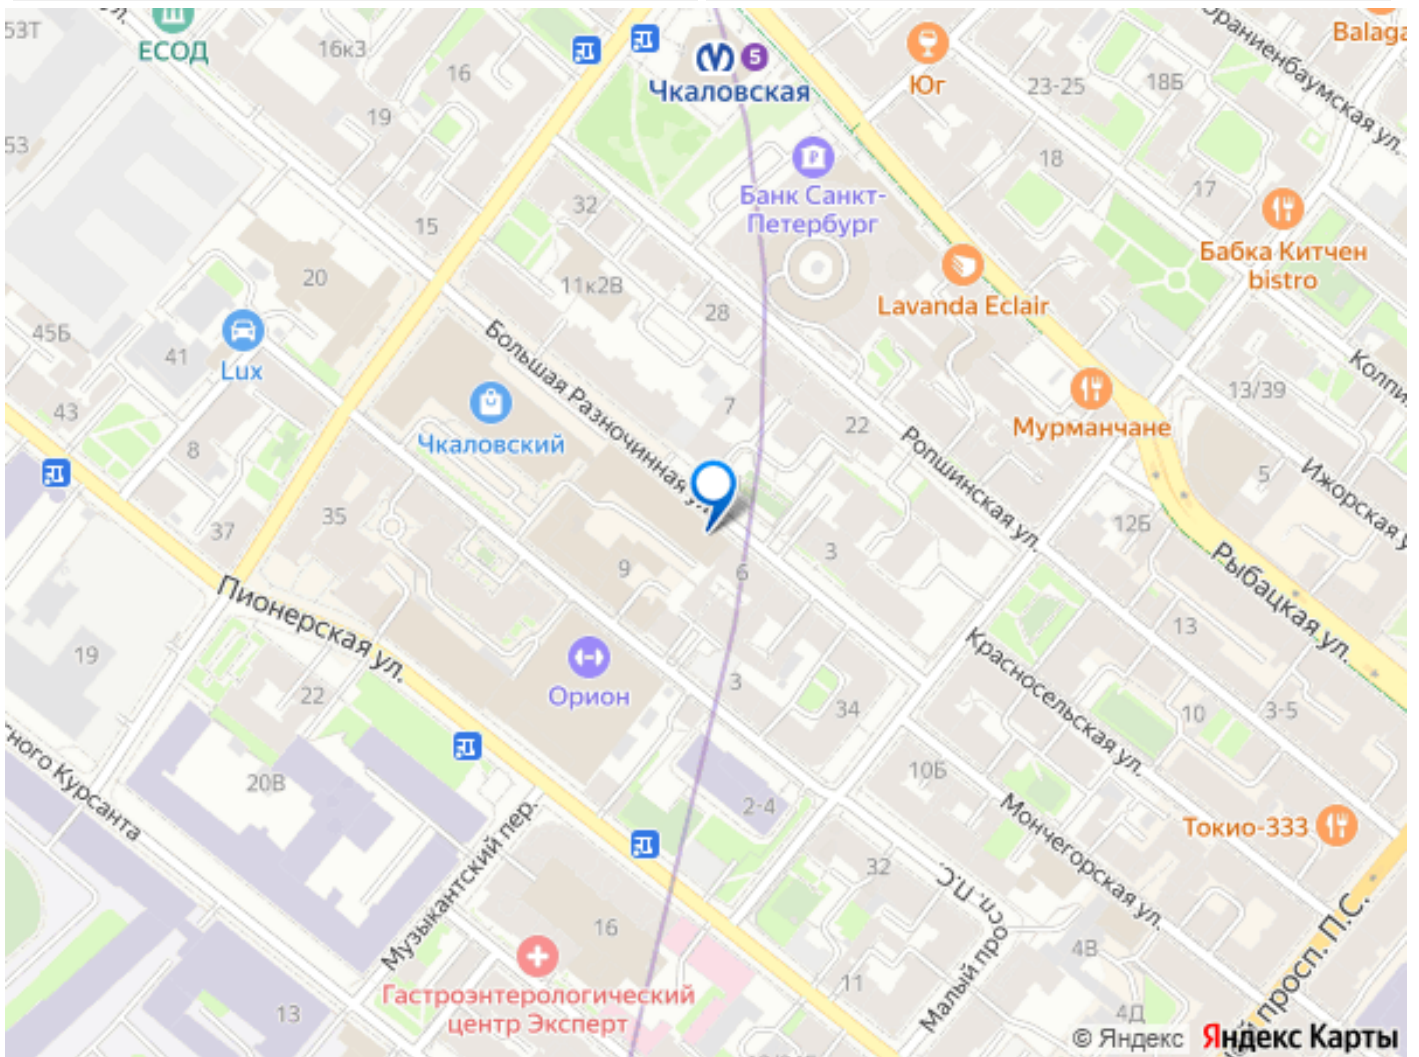 53Т
ЕСОД
16к3
16
19
53
Чкаловская
5
Юг
Balaga
23-25
18Б
Ораниенбаумская ул.
18
17
Банк Санкт-
Петербург
32
15
20
11к2В
28
Lavanda Eclair
Бабка Китчен
bistro
45Б
41
Lux
43
8
37
35
Большая Разночинная ул.
Чкаловский
7
22
Мурманчане
13/39
5
Ропшинская ул.
12Б
Ижорская у
Рыбацкая ул.
9
6
3
Пионерская ул.
19
22
Орион
3
34
13
10
3-5
Красносельская ул.
20В
10Б
2-4
Мончегорская ул.
Токио-333
сного Курсанта
Музыкантский пер.
32
16
11
Малый просп. П.С.
4В
4Д
й просп. П.С.
Гастроэнтерологический
центр Эксперт
13
© Яндекс Яндекс Карты